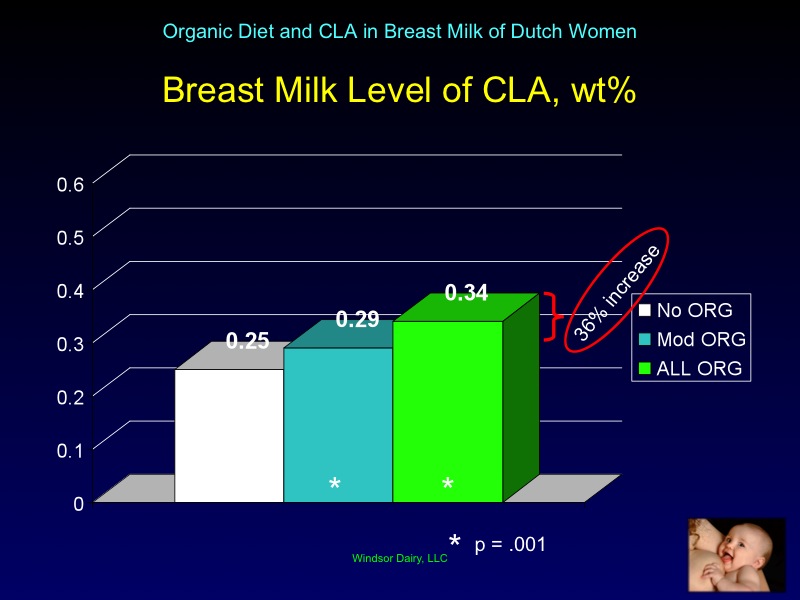 Organic Diet and CLA in Breast Milk of Dutch Women
Breast Milk Level of CLA, wt%
0.6
0.5
0.4
0.3
0.2
0.1
0
0.25
0.29
0.34
*
*
36% increase
No ORG
Mod ORG
ALL ORG
* p = .001
Windsor Dairy, LLC